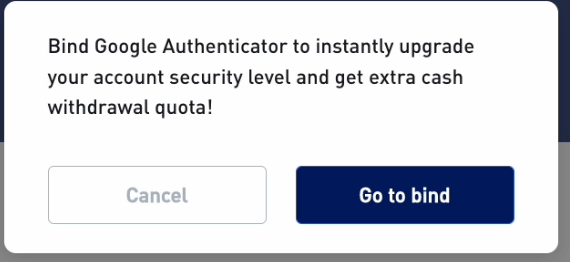 Bind Google Authenticator to instantly upgrade
your account security level and get extra cash
withdrawal quota!
Cancel
Go to bind